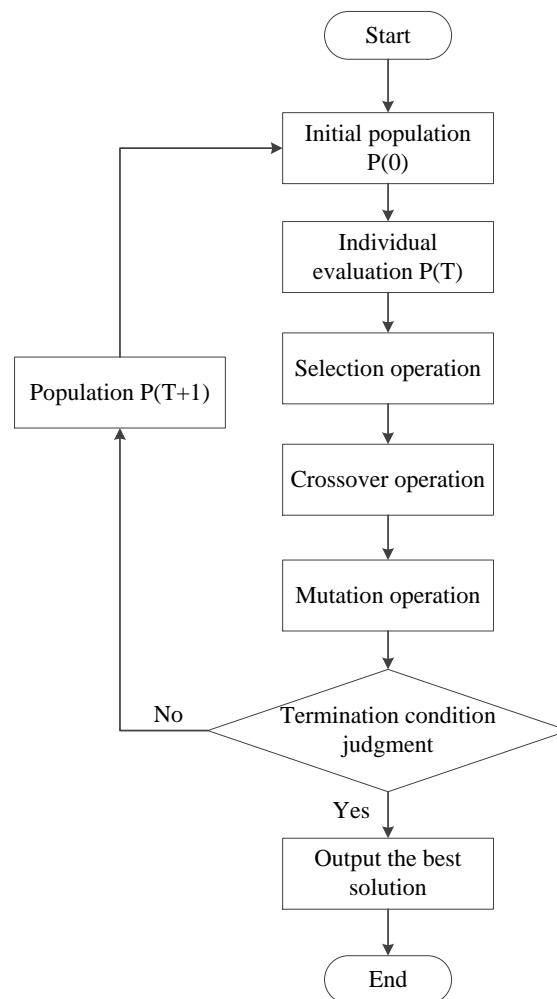 Start
Initial population
P(0)
Individual
evaluation P(T)
Selection operation
Population P(T+1)
Crossover operation
Mutation operation
No
Termination condition
judgment
Yes
Output the best
solution
End